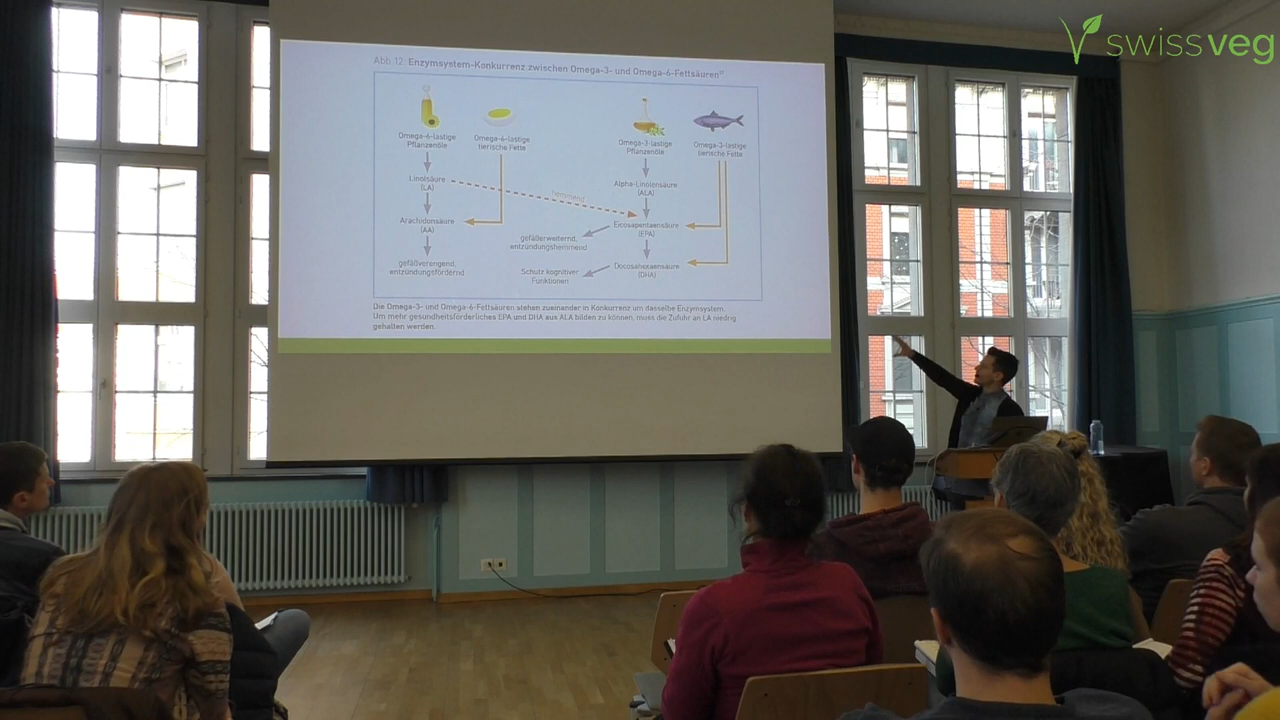 swissveg
Abb 12. Enzymsystem-Konkurrenz zwischen Omega-3- und Omega-6-Fettsäuren
Omega-6-lastige
Pflanzenöle
Omega-6-lastige
tierische Fette
Omega-3-lastige
Pflanzenöle
Omega-3-lastige
tierische Fette
Linolsäure
(LA)
hemmend
Alpha-Linolensäure
(ALA)
Arachidonsäure
(AA)
Eicosapentaensäure
(EPA)
gefäßerweiternd,
entzündungshemmend
gefäßverengend,
entzündungsfördernd
Schutz kognitiver
Funktionen
Docosahexaensäure
(DHA)
Die Omega-3- und Omega-6-Fettsäuren stehen zueinander in Konkurrenz um dasselbe Enzymsystem.
Um mehr gesundheitsförderliches EPA und DHA aus ALA bilden zu können, muss die Zufuhr an LA niedrig
gehalten werden.